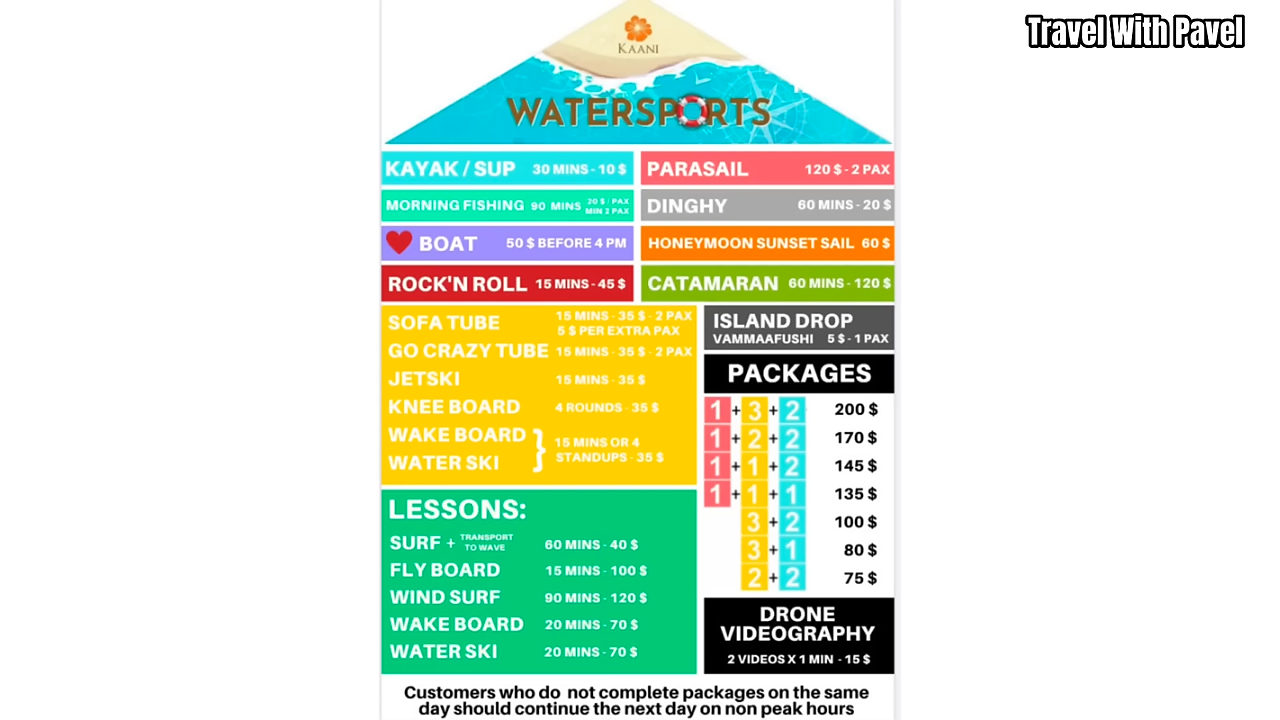 Travel With Pavel
KAANI
WATERSPORTS
KAYAK / SUP 30 MINS - 10 $
PARASAIL 120 $ - 2 PAX
MORNING FISHING 90 MINS 20 $ / PAX
MIN 2 PAX
DINGHY 60 MINS - 20 $
BOAT 50 $ BEFORE 4 PM
HONEYMOON SUNSET SAIL 60 $
ROCK'N ROLL 15 MINS - 45 $
CATAMARAN 60 MINS - 120 $
SOFA TUBE 15 MINS - 35 $ - 2 PAX
5 $ PER EXTRA PAX
GO CRAZY TUBE 15 MINS - 35 $ - 2 PAX
JETSKI 15 MINS - 35 $
KNEE BOARD 4 ROUNDS - 35 $
WAKE BOARD
WATER SKI
} 15 MINS OR 4
STANDUPS - 35 $
LESSONS:
SURF + TRANSPORT
TO WAVE
60 MINS - 40 $
FLY BOARD 15 MINS - 100 $
WIND SURF 90 MINS - 120 $
WAKE BOARD 20 MINS - 70 $
WATER SKI 20 MINS - 70 $
ISLAND DROP
VAMMAAFUSHI 5 $ - 1 PAX
PACKAGES
1 + 3 + 2 200 $
1 + 2 + 2 170 $
1 + 1 + 2 145 $
1 + 1 + 1 135 $
3 + 2 100 $
3 + 1 80 $
2 + 2 75 $
DRONE
VIDEOGRAPHY
2 VIDEOS X 1 MIN - 15 $
Customers who do not complete packages on the same
day should continue the next day on non peak hours